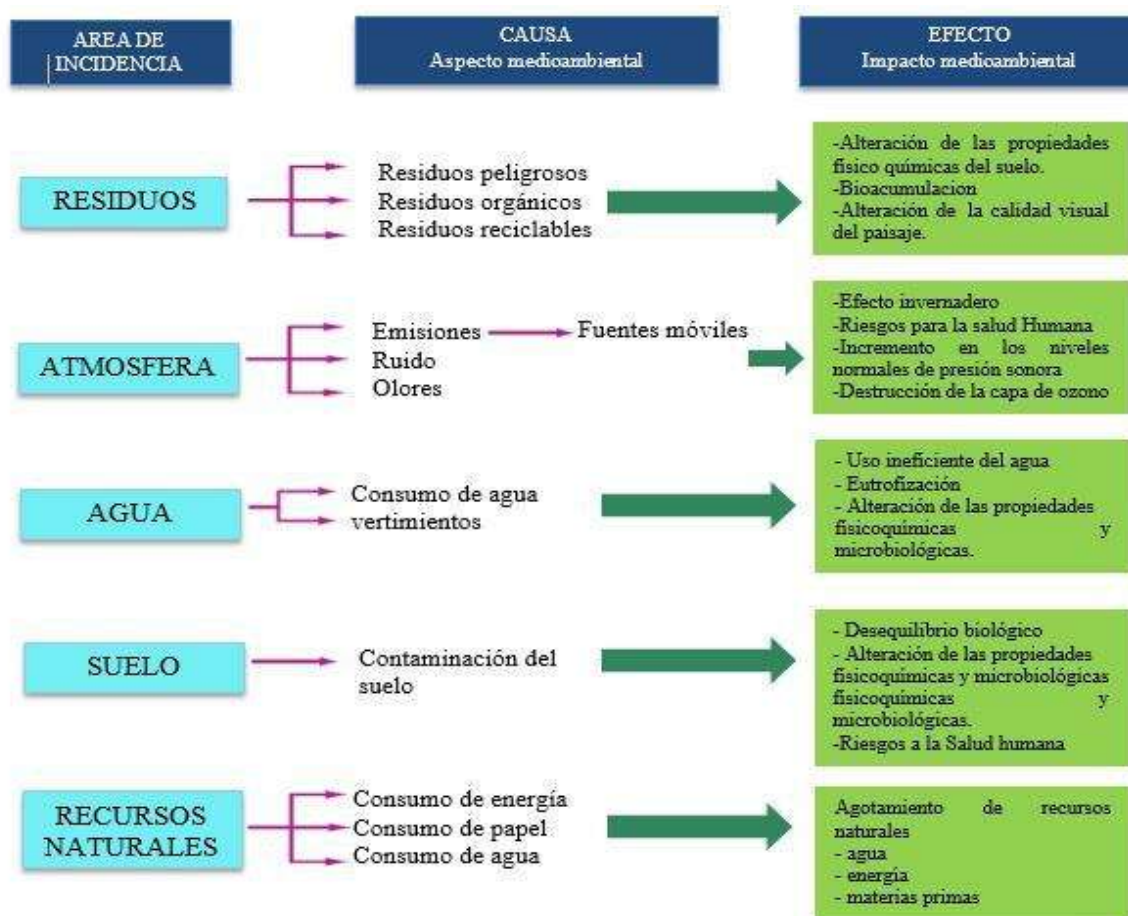 AREA DE
INCIDENCIA
CAUSA
Aspecto medioambiental
EFECTO
Impacto medioambiental
RESIDUOS
Residuos peligrosos
Residuos orgánicos
Residuos reciclables
-Alteración de las propiedades
físico químicas del suelo.
-Bioacumulacion
-Alteración de la calidad visual
del paisaje.
ATMOSFERA
Emisiones
Fuentes móviles
Ruido
Olores
-Efecto invernadero
-Riesgos para la salud Humana
-Incremento en los niveles
normales de presión sonora
-Destrucción de la capa de ozono
AGUA
Consumo de agua
vertimientos
- Uso ineficiente del agua
- Eutrofización
- Alteración de las propiedades
fisicoquímicas y
microbiológicas.
SUELO
Contaminación del
suelo
- Desequilibrio biológico
- Alteración de las propiedades
fisicoquímicas y microbiológicas
fisicoquímicas y
microbiológicas.
-Riesgos a la Salud humana
RECURSOS
NATURALES
Consumo de energía
Consumo de papel
Consumo de agua
Agotamiento de recursos
naturales
- agua
- energía
- materias primas